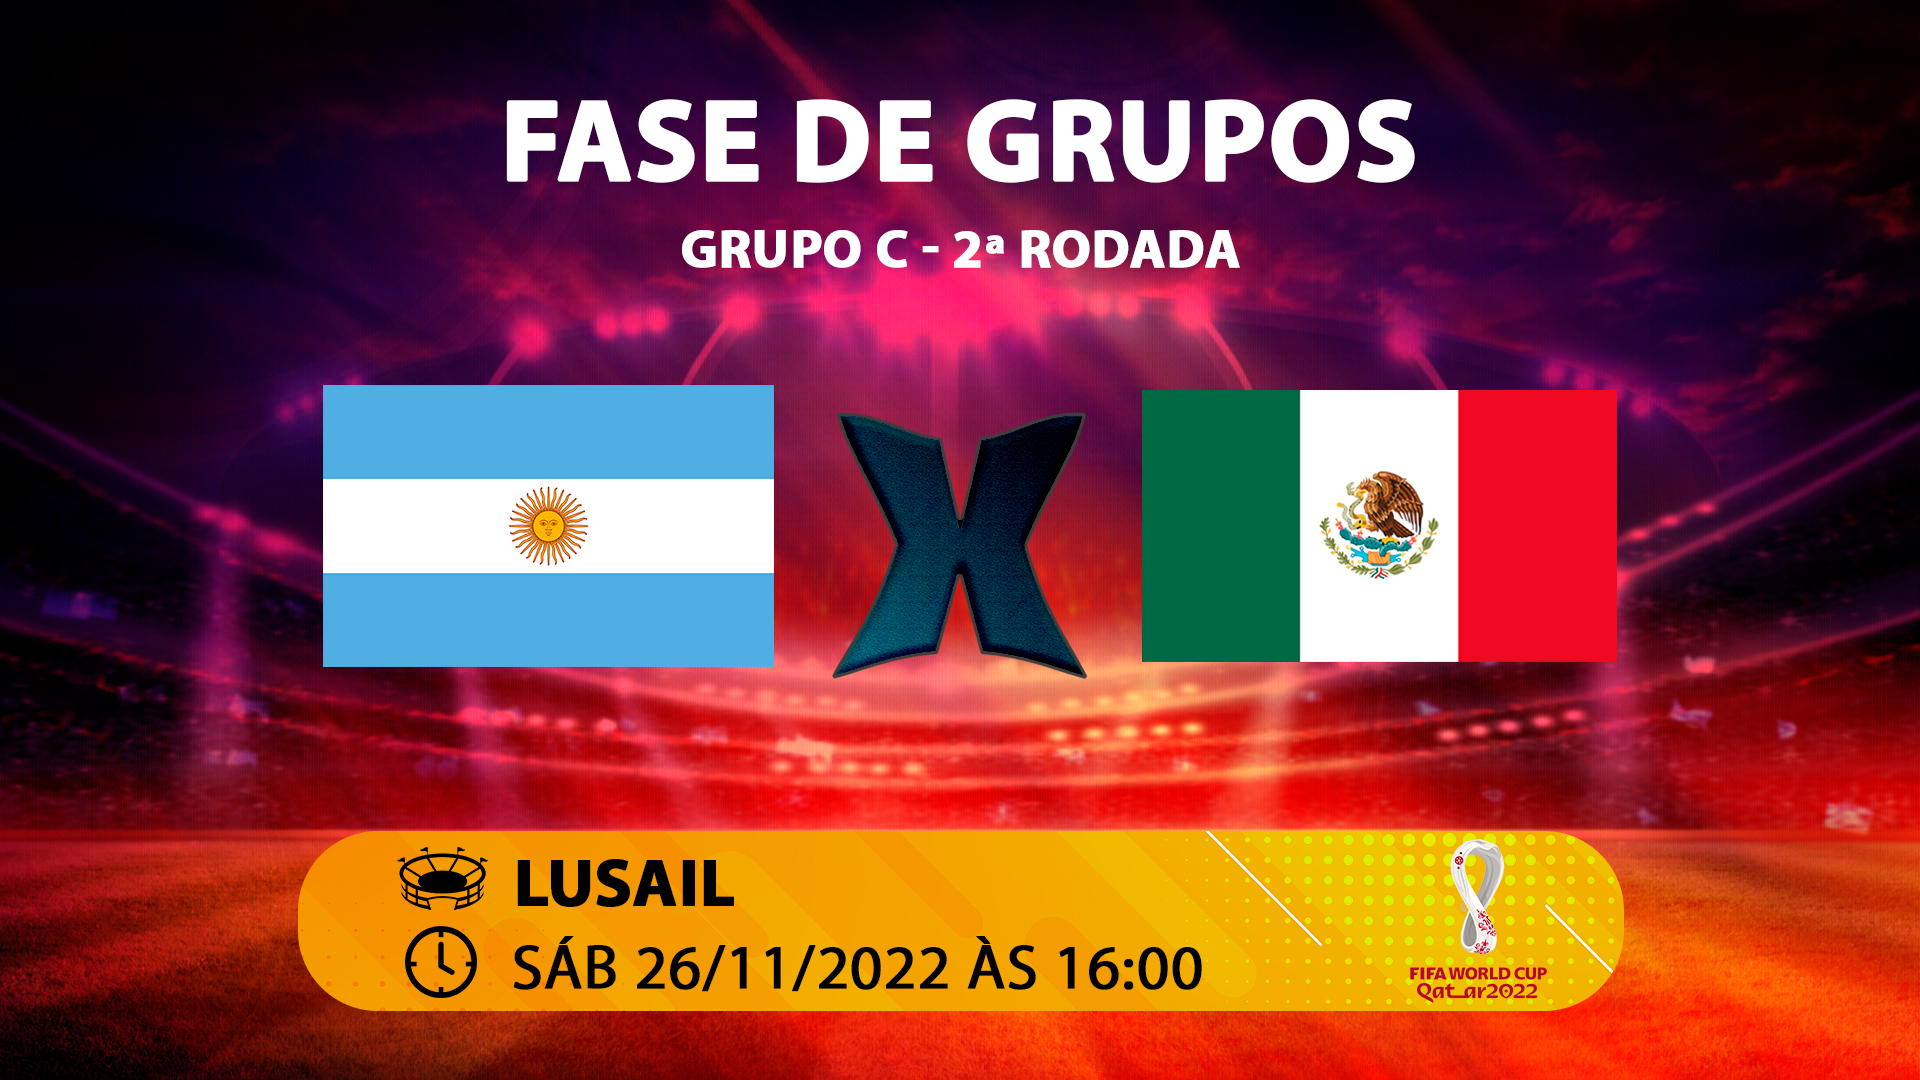 FASE DE GRUPOS
GRUPO C - 2ª RODADA
X
LUSAIL
SÁB 26/11/2022 ÀS 16:00
FIFA WORLD CUP
Qatar2022